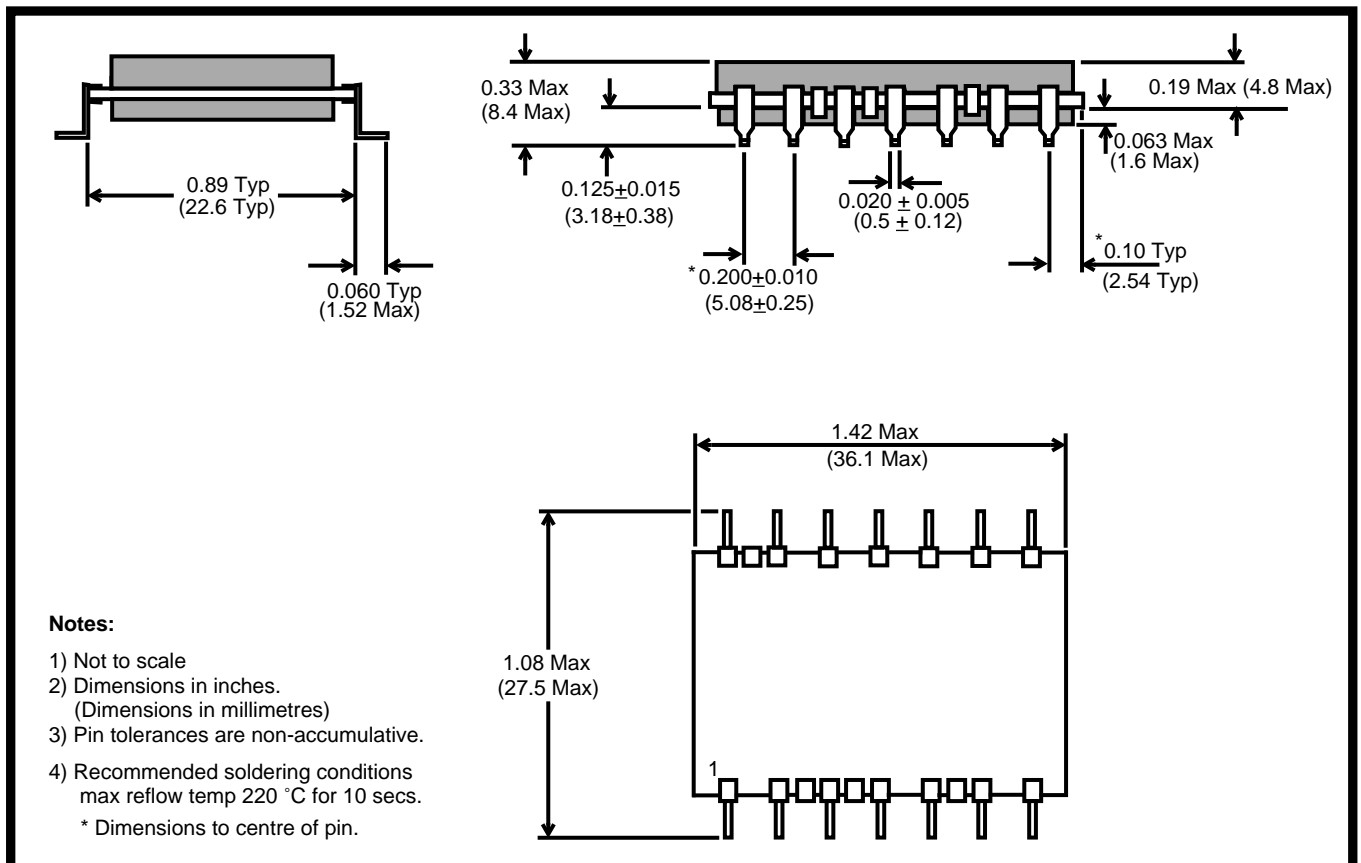 0.33 Max
(8.4 Max)
0.19 Max (4.8 Max)
0.063 Max
(1.6 Max)
0.89 Typ
(22.6 Typ)
0.125±0.015
(3.18±0.38)
0.020 ± 0.005
(0.5 ± 0.12)
*0.200±0.010
(5.08±0.25)
*0.10 Typ
(2.54 Typ)
0.060 Typ
(1.52 Max)
1.42 Max
(36.1 Max)
1.08 Max
(27.5 Max)
1
Notes:
1) Not to scale
2) Dimensions in inches.
(Dimensions in millimetres)
3) Pin tolerances are non-accumulative.
4) Recommended soldering conditions
max reflow temp 220 °C for 10 secs.
* Dimensions to centre of pin.